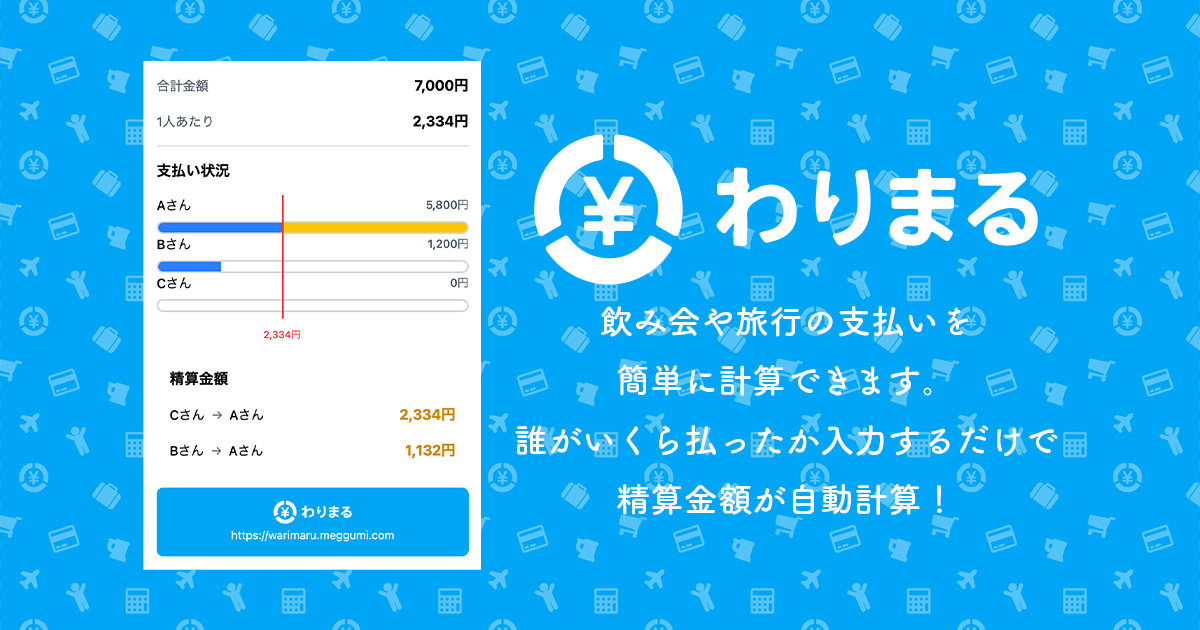 合計金額 7,000円
1人あたり 2,334円
支払い状況
Aさん 5,800円
Bさん 1,200円
Cさん 0円
2,334円
精算金額
Cさん → Aさん 2,334円
Bさん → Aさん 1,132円
わりまる
https://warimaru.meggumi.com
わりまる
飲み会や旅行の支払いを
簡単に計算できます。
誰がいくら払ったか入力するだけで
精算金額が自動計算！